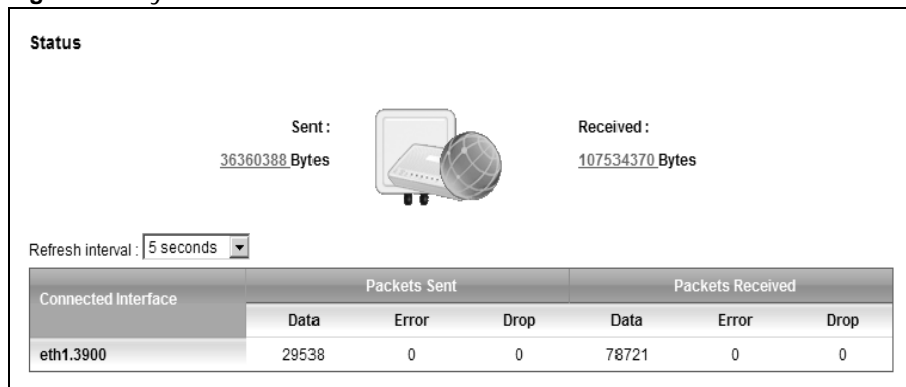 Status
Sent :
36360388 Bytes
Received :
107534370 Bytes
Refresh interval : 5 seconds
Connected Interface
Packets Sent
Packets Received
Data Error Drop Data Error Drop
eth1.3900 29538 0 0 78721 0 0